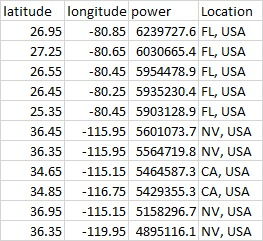 latitude longitude power Location
26.95 -80.85 6239727.6 FL, USA
27.25 -80.65 6030665.4 FL, USA
26.55 -80.45 5954478.9 FL, USA
26.45 -80.25 5935230.4 FL, USA
25.35 -80.45 5903128.9 FL, USA
36.45 -115.95 5601073.7 NV, USA
36.35 -115.95 5564719.8 NV, USA
34.65 -115.15 5464587.3 CA, USA
34.85 -116.75 5429355.3 CA, USA
36.95 -115.15 5158296.7 NV, USA
36.35 -119.95 4895116.1 NV, USA